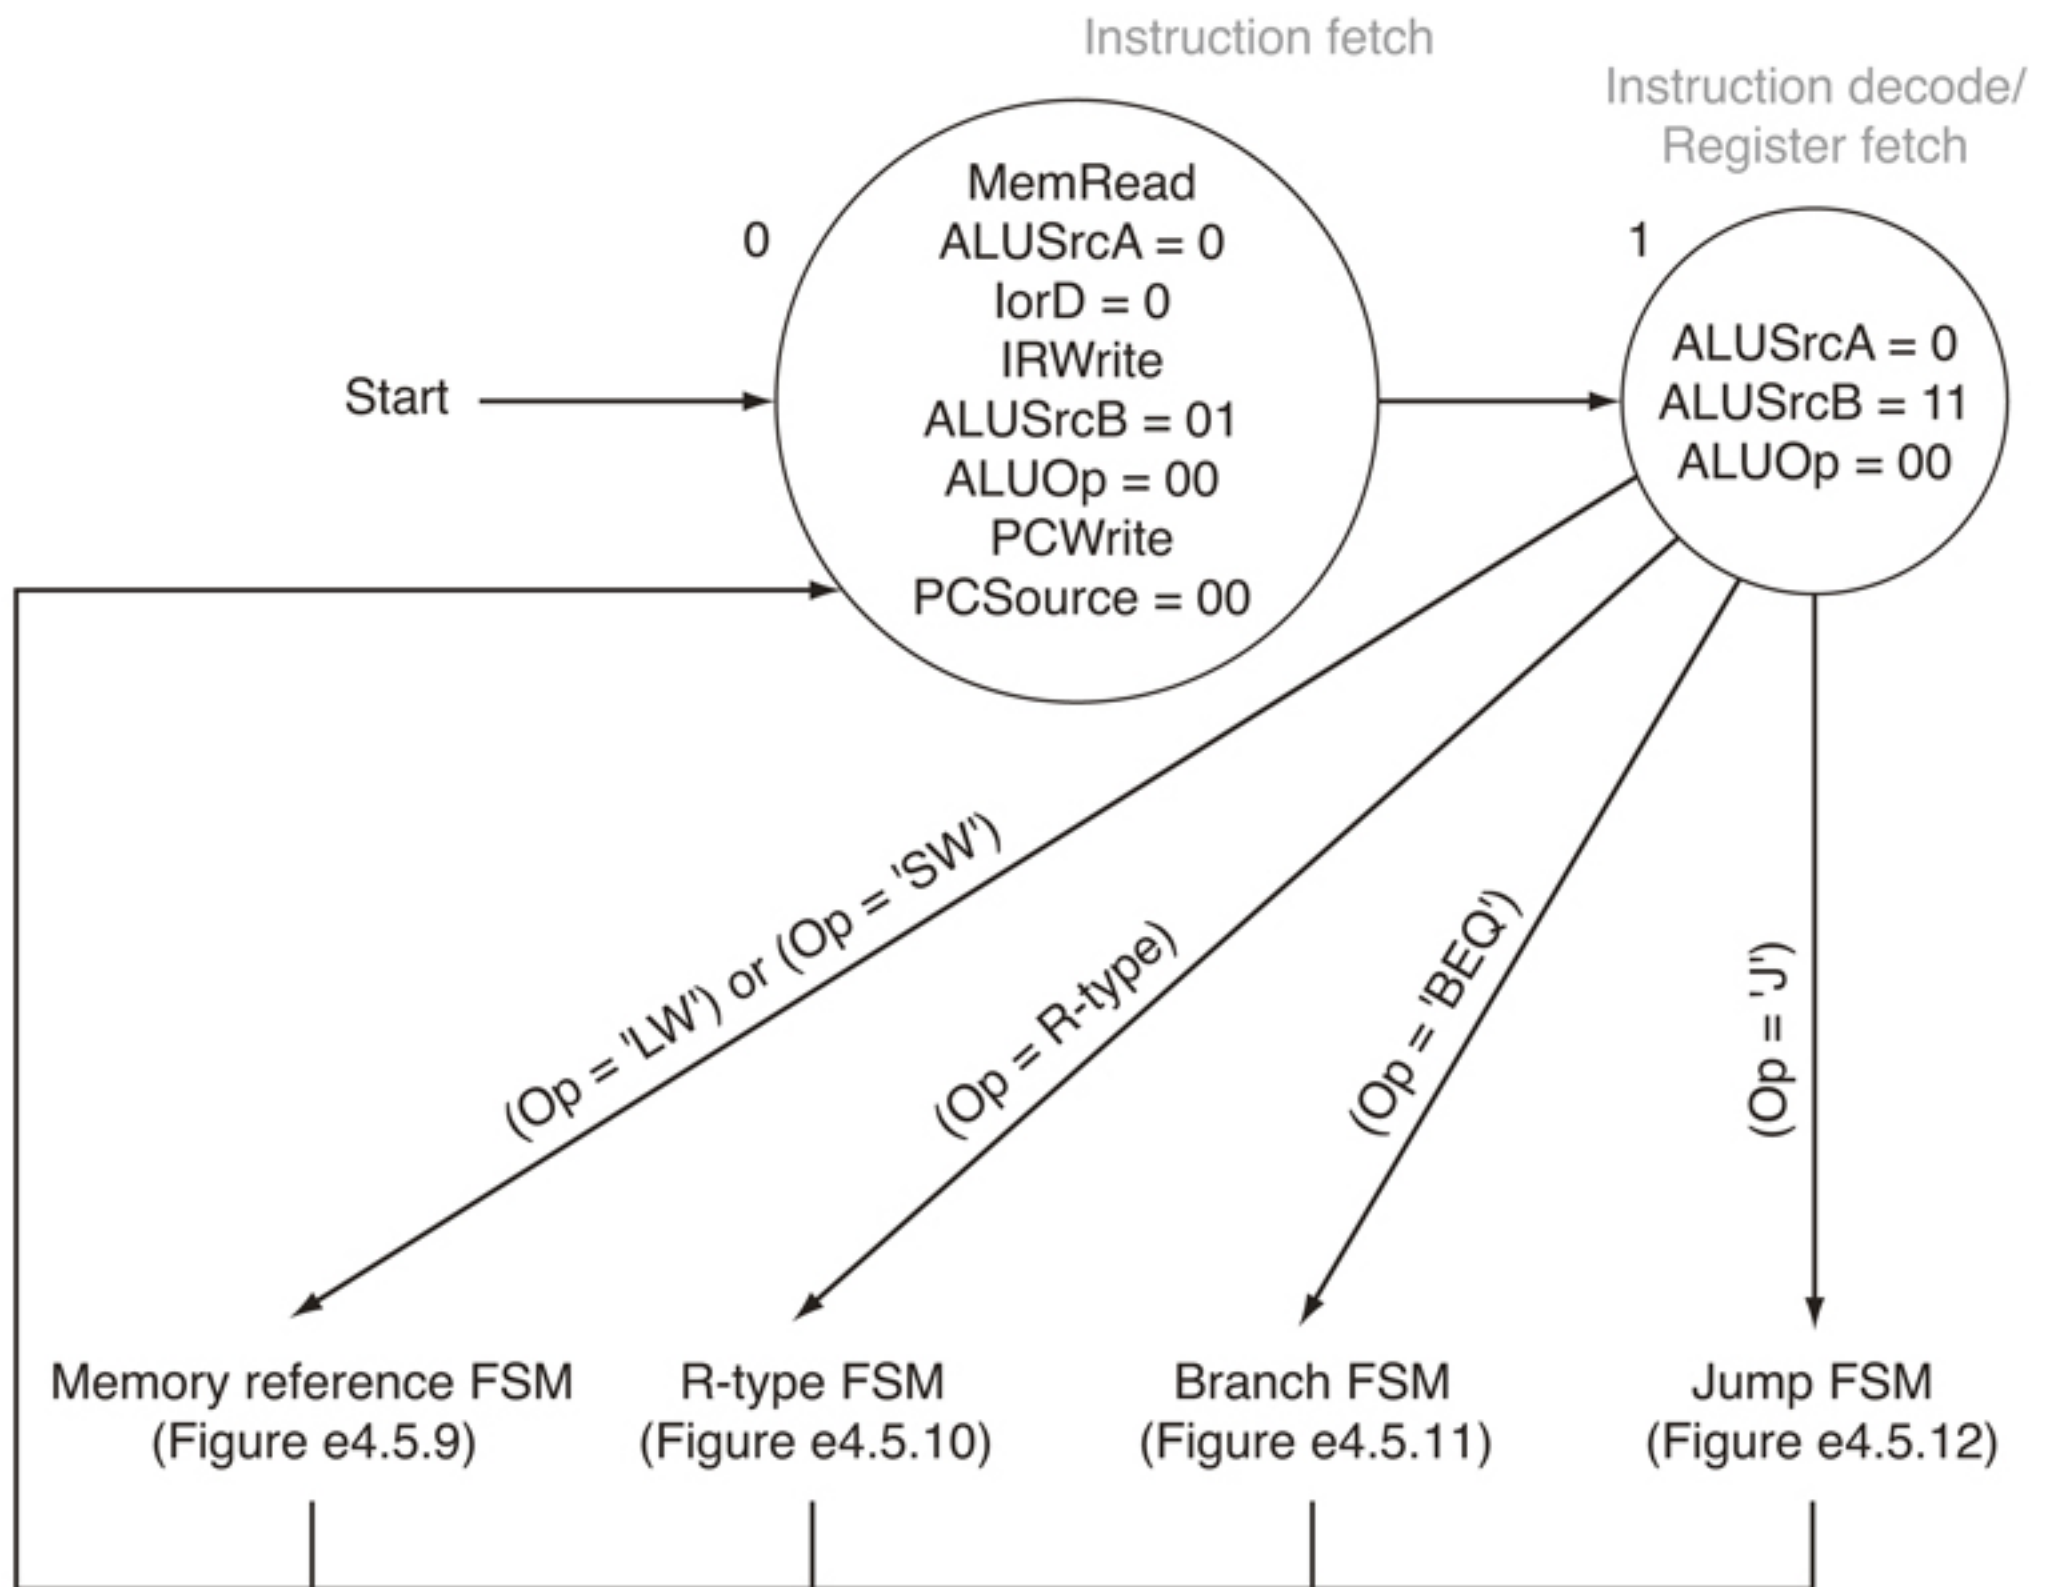 Instruction fetch
Instruction decode/
Register fetch
0
MemRead
ALUSrcA = 0
IorD = 0
IRWrite
ALUSrcB = 01
ALUOp = 00
PCWrite
PCSource = 00
1
ALUSrcA = 0
ALUSrcB = 11
ALUOp = 00
Start
(Op = 'LW') or (Op = 'SW')
(Op = R-type)
(Op = 'BEQ')
(Op = 'J')
Memory reference FSM
(Figure e4.5.9)
R-type FSM
(Figure e4.5.10)
Branch FSM
(Figure e4.5.11)
Jump FSM
(Figure e4.5.12)